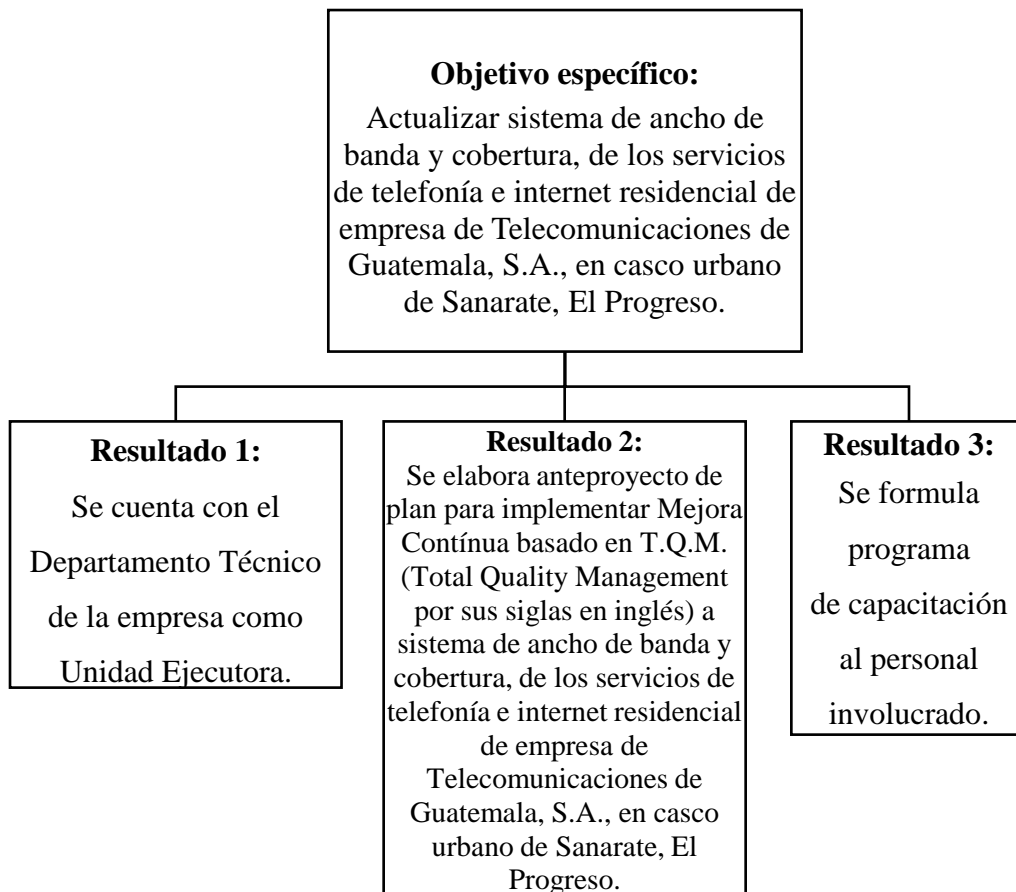 Objetivo específico:
Actualizar sistema de ancho de
banda y cobertura, de los servicios
de telefonía e internet residencial de
empresa de Telecomunicaciones de
Guatemala, S.A., en casco urbano
de Sanarate, El Progreso.
Resultado 1:
Se cuenta con el
Departamento Técnico
de la empresa como
Unidad Ejecutora.
Resultado 2:
Se elabora anteproyecto de
plan para implementar Mejora
Contínua basado en T.Q.M.
(Total Quality Management
por sus siglas en inglés) a
sistema de ancho de banda y
cobertura, de los servicios de
telefonía e internet residencial
de empresa de
Telecomunicaciones de
Guatemala, S.A., en casco
urbano de Sanarate, El
Progreso.
Resultado 3:
Se formula
programa
de capacitación
al personal
involucrado.